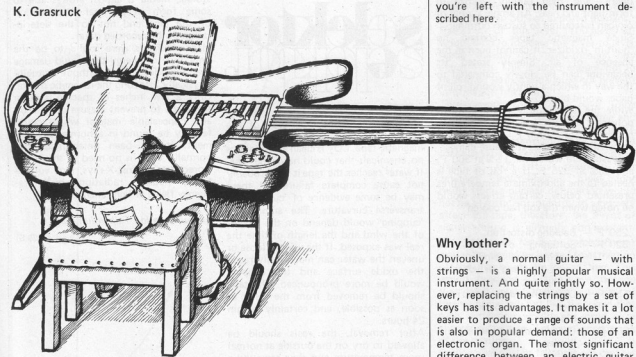 K. Grasruck
you're left with the instrument de-
scribed here.
Why bother?
Obviously, a normal guitar — with
strings — is a highly popular musical
instrument. And quite rightly so. How-
ever, replacing the strings by a set of
keys has its advantages. It makes it a lot
easier to produce a range of sounds that
is also in popular demand: those of an
electronic organ. The most significant
difference between an electric guitar